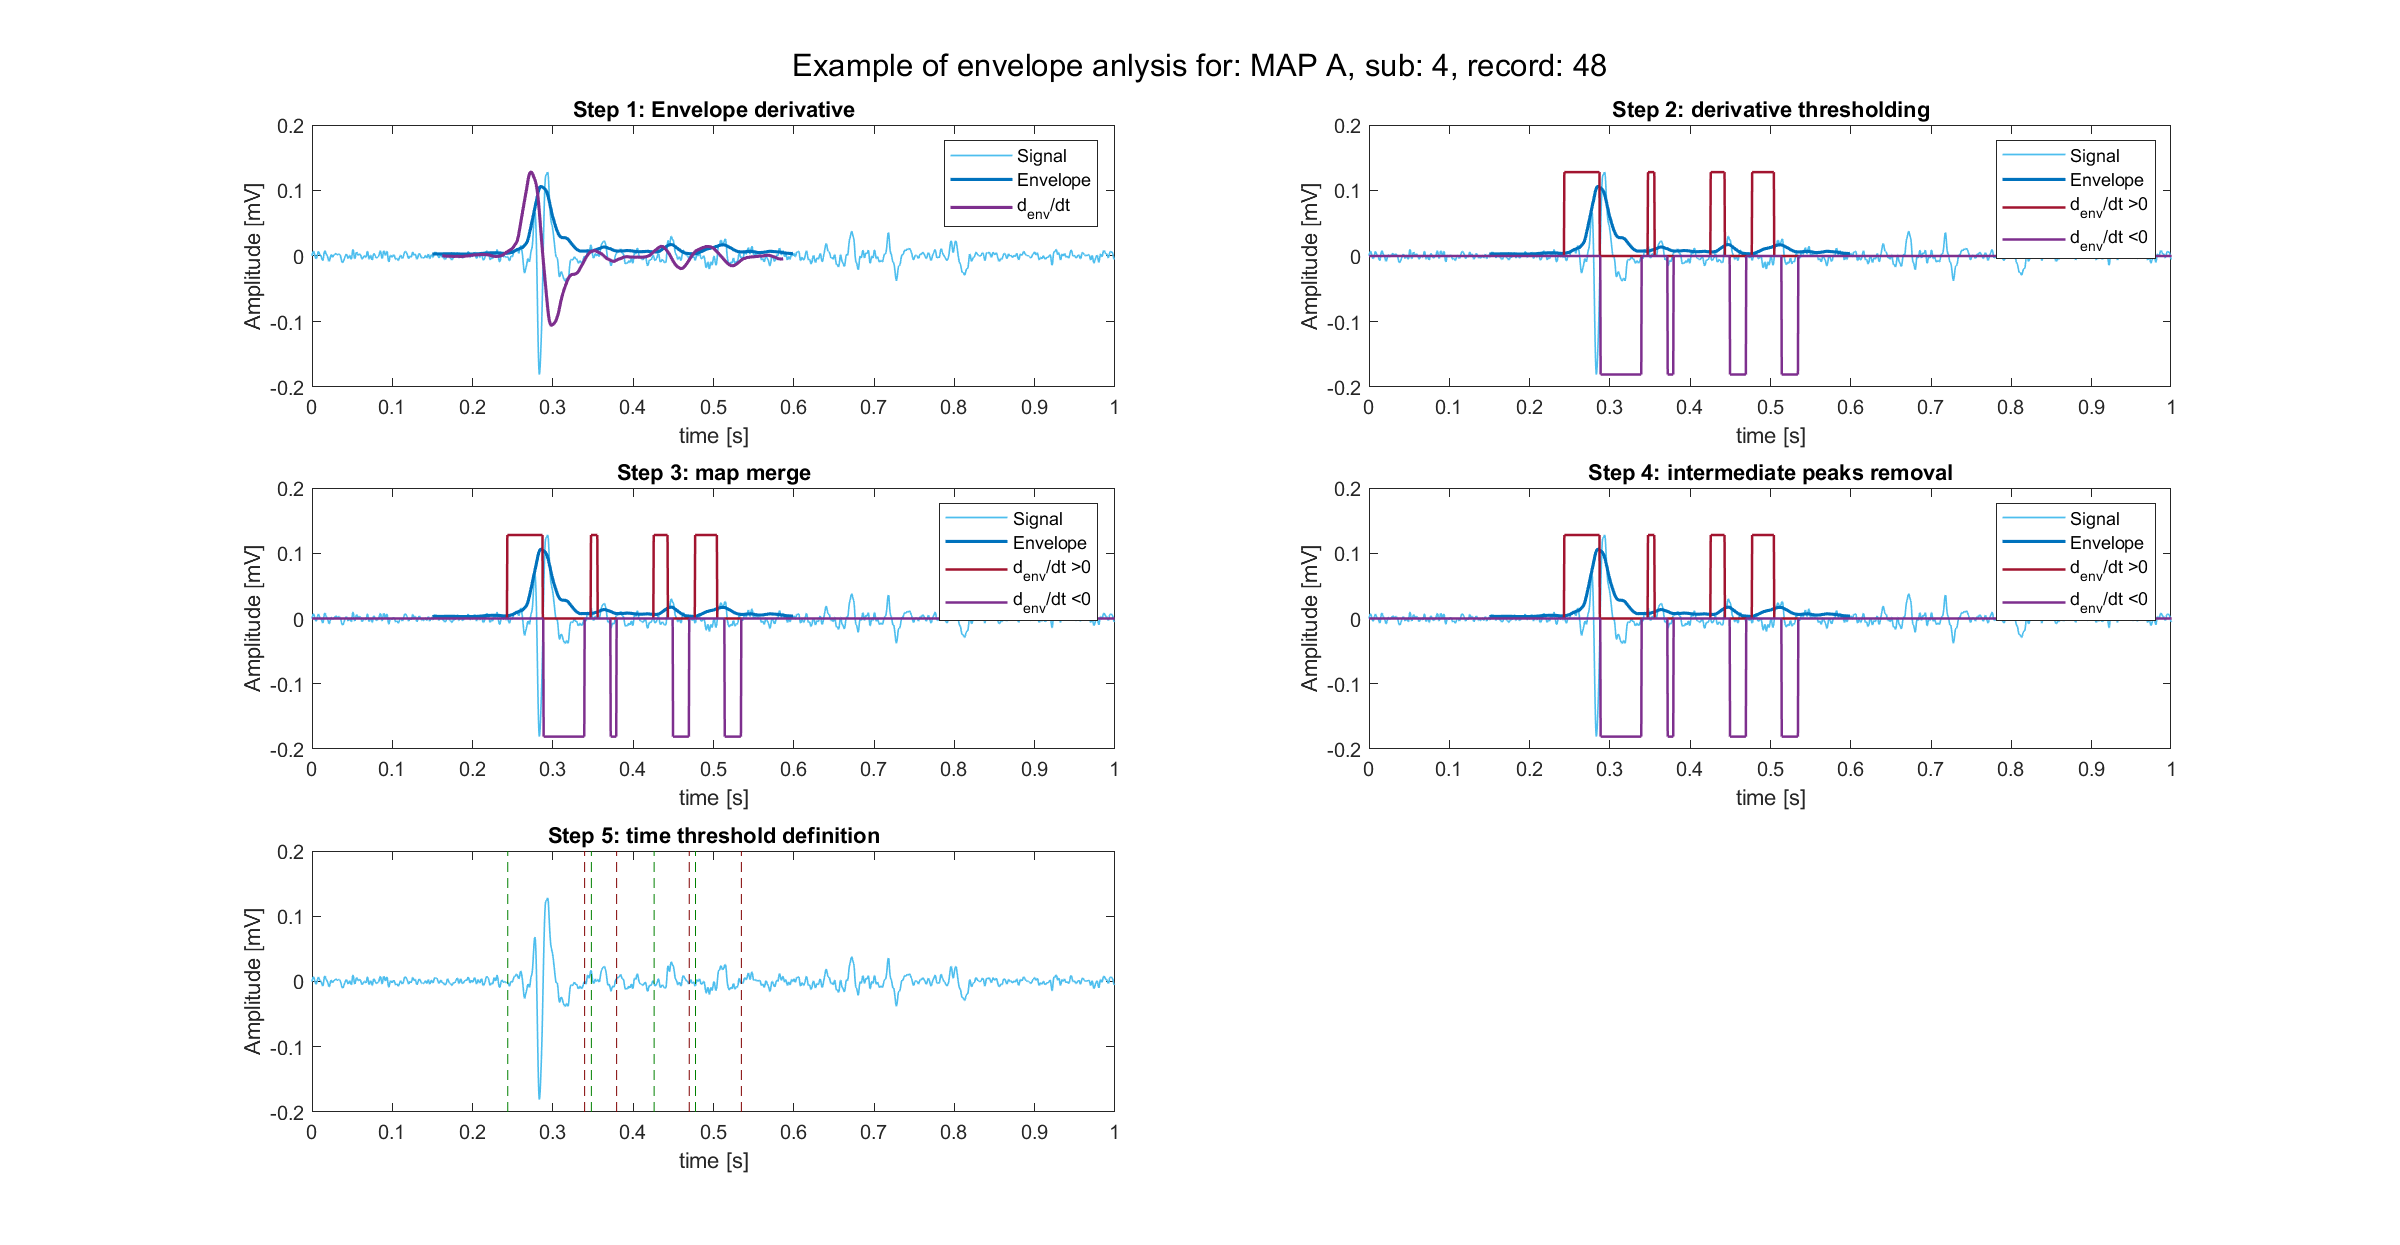 Example of envelope anlysis for: MAP A, sub: 4, record: 48
Step 1: Envelope derivative
0.2
0.1
0
-0.1
-0.2
Amplitude [mV]
0 0.1 0.2 0.3 0.4 0.5 0.6 0.7 0.8 0.9 1
time [s]
Signal
Envelope
d_env/dt
Step 2: derivative thresholding
0.2
0.1
0
-0.1
-0.2
Amplitude [mV]
0 0.1 0.2 0.3 0.4 0.5 0.6 0.7 0.8 0.9 1
time [s]
Signal
Envelope
d_env/dt >0
d_env/dt <0
Step 3: map merge
0.2
0.1
0
-0.1
-0.2
Amplitude [mV]
0 0.1 0.2 0.3 0.4 0.5 0.6 0.7 0.8 0.9 1
time [s]
Signal
Envelope
d_env/dt >0
d_env/dt <0
Step 4: intermediate peaks removal
0.2
0.1
0
-0.1
-0.2
Amplitude [mV]
0 0.1 0.2 0.3 0.4 0.5 0.6 0.7 0.8 0.9 1
time [s]
Signal
Envelope
d_env/dt >0
d_env/dt <0
Step 5: time threshold definition
0.2
0.1
0
-0.1
-0.2
Amplitude [mV]
0 0.1 0.2 0.3 0.4 0.5 0.6 0.7 0.8 0.9 1
time [s]